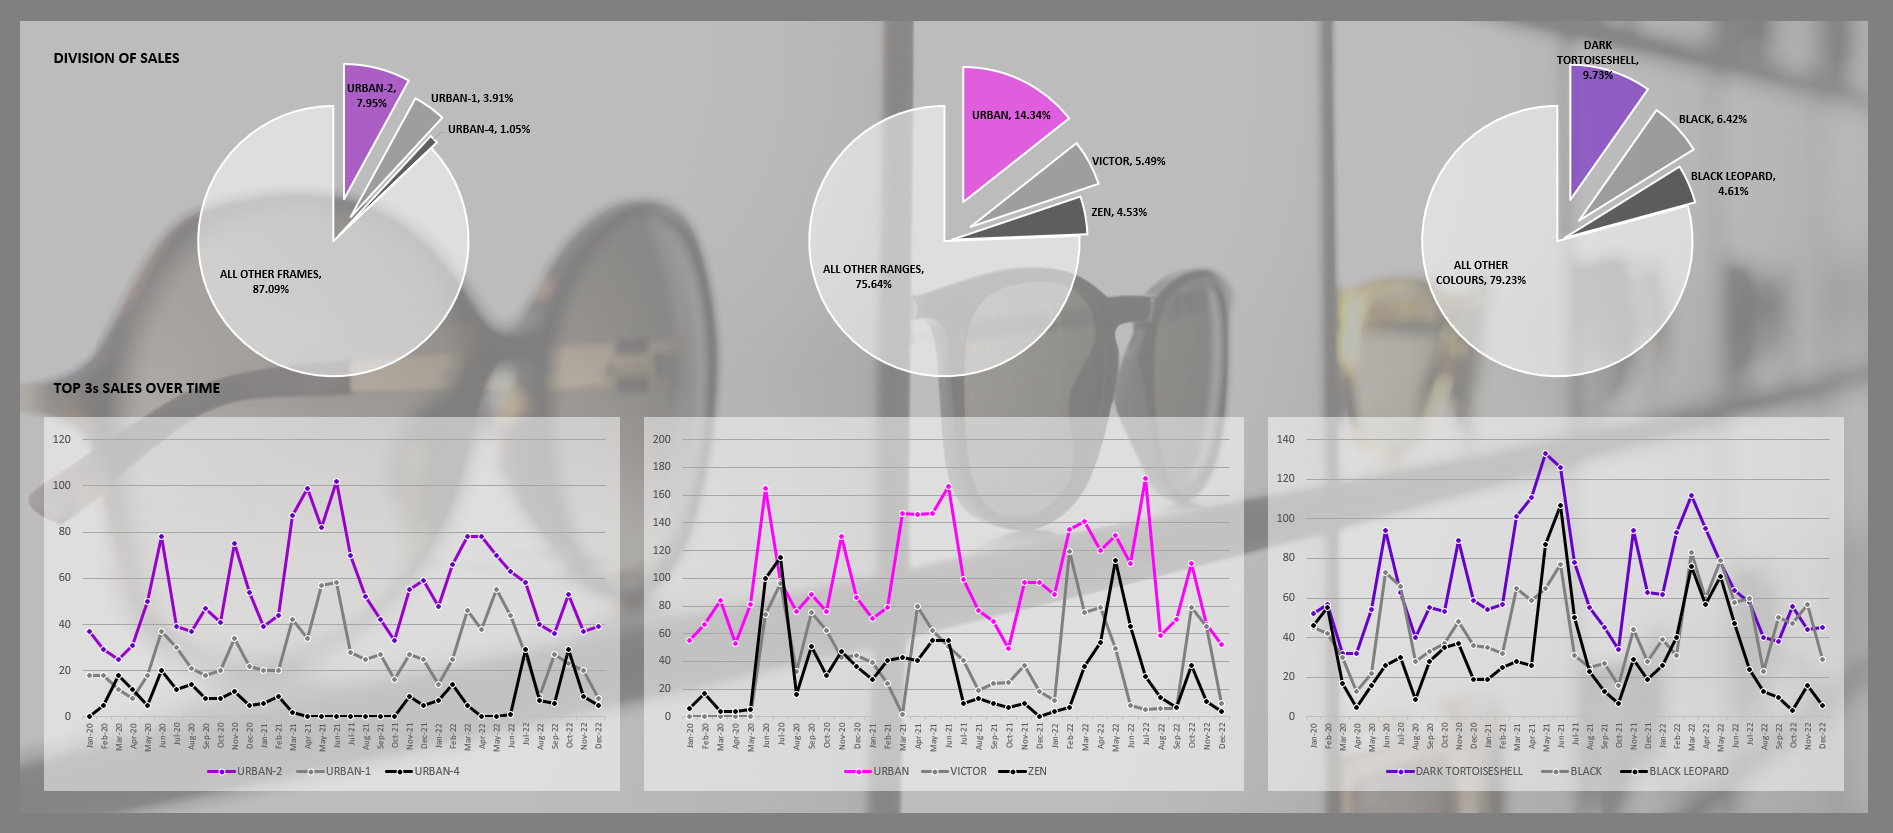 DIVISION OF SALES
URBAN-2,
7.95%
URBAN-1, 3.91%
URBAN-4, 1.05%
ALL OTHER FRAMES,
87.09%
URBAN, 14.34%
VICTOR, 5.49%
ZEN, 4.53%
ALL OTHER RANGES,
75.64%
DARK
TORTOISESHELL,
9.73%
BLACK, 6.42%
BLACK LEOPARD,
4.61%
ALL OTHER
COLOURS, 79.23%
TOP 3s SALES OVER TIME
120
100
80
60
40
20
0
Jan-20 Feb-20 Mar-20 Apr-20 May-20 Jun-20 Jul-20 Aug-20 Sep-20 Oct-20 Nov-20 Dec-20 Jan-21 Feb-21 Mar-21 Apr-21 May-21 Jun-21 Jul-21 Aug-21 Sep-21 Oct-21 Nov-21 Dec-21 Jan-22 Feb-22 Mar-22 Apr-22 May-22 Jun-22 Jul-22 Aug-22 Sep-22 Oct-22 Nov-22 Dec-22
URBAN-2 URBAN-1 URBAN-4
200
180
160
140
120
100
80
60
40
20
0
Jan-20 Feb-20 Mar-20 Apr-20 May-20 Jun-20 Jul-20 Aug-20 Sep-20 Oct-20 Nov-20 Dec-20 Jan-21 Feb-21 Mar-21 Apr-21 May-21 Jun-21 Jul-21 Aug-21 Sep-21 Oct-21 Nov-21 Dec-21 Jan-22 Feb-22 Mar-22 Apr-22 May-22 Jun-22 Jul-22 Aug-22 Sep-22 Oct-22 Nov-22 Dec-22
URBAN VICTOR ZEN
140
120
100
80
60
40
20
0
Jan-20 Feb-20 Mar-20 Apr-20 May-20 Jun-20 Jul-20 Aug-20 Sep-20 Oct-20 Nov-20 Dec-20 Jan-21 Feb-21 Mar-21 Apr-21 May-21 Jun-21 Jul-21 Aug-21 Sep-21 Oct-21 Nov-21 Dec-21 Jan-22 Feb-22 Mar-22 Apr-22 May-22 Jun-22 Jul-22 Aug-22 Sep-22 Oct-22 Nov-22 Dec-22
DARK TORTOISESHELL BLACK BLACK LEOPARD